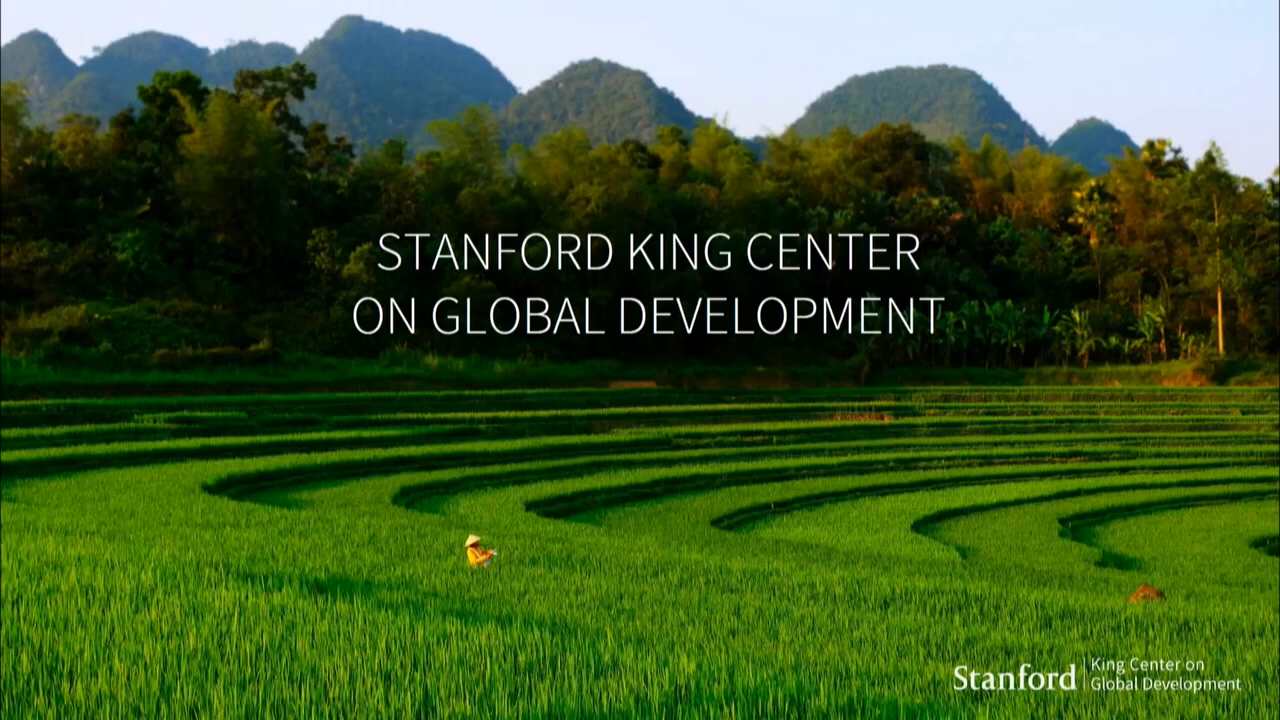 STANFORD KING CENTER
ON GLOBAL DEVELOPMENT
Stanford
King Center on
Global Development